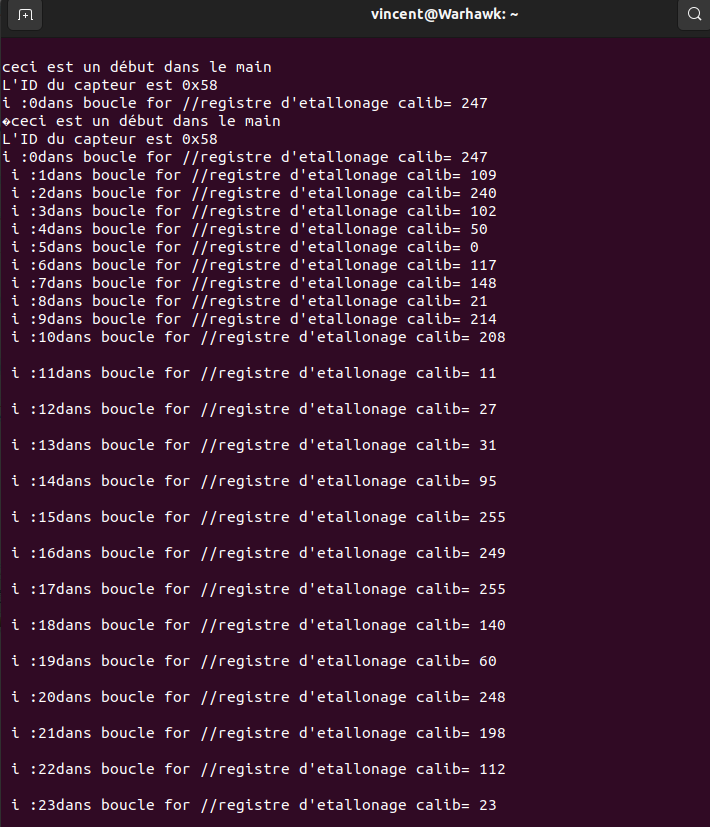 vincent@Warhawk: ~
ceci est un début dans le main
L'ID du capteur est 0x58
i :0dans boucle for //registre d'etallonage calib= 247
�ceci est un début dans le main
L'ID du capteur est 0x58
i :0dans boucle for //registre d'etallonage calib= 247
i :1dans boucle for //registre d'etallonage calib= 109
i :2dans boucle for //registre d'etallonage calib= 240
i :3dans boucle for //registre d'etallonage calib= 102
i :4dans boucle for //registre d'etallonage calib= 50
i :5dans boucle for //registre d'etallonage calib= 0
i :6dans boucle for //registre d'etallonage calib= 117
i :7dans boucle for //registre d'etallonage calib= 148
i :8dans boucle for //registre d'etallonage calib= 21
i :9dans boucle for //registre d'etallonage calib= 214
i :10dans boucle for //registre d'etallonage calib= 208
i :11dans boucle for //registre d'etallonage calib= 11
i :12dans boucle for //registre d'etallonage calib= 27
i :13dans boucle for //registre d'etallonage calib= 31
i :14dans boucle for //registre d'etallonage calib= 95
i :15dans boucle for //registre d'etallonage calib= 255
i :16dans boucle for //registre d'etallonage calib= 249
i :17dans boucle for //registre d'etallonage calib= 255
i :18dans boucle for //registre d'etallonage calib= 140
i :19dans boucle for //registre d'etallonage calib= 60
i :20dans boucle for //registre d'etallonage calib= 248
i :21dans boucle for //registre d'etallonage calib= 198
i :22dans boucle for //registre d'etallonage calib= 112
i :23dans boucle for //registre d'etallonage calib= 23